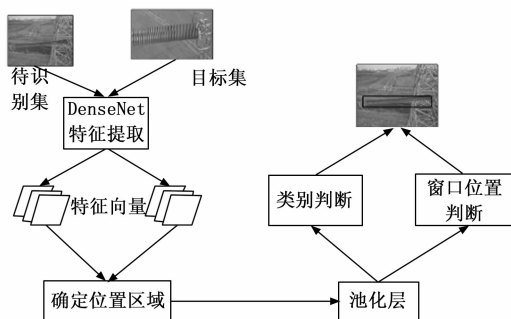 待识
别集
目标集
DenseNet
特征提取
特征向量
确定位置区域
池化层
类别判断
窗口位置
判断